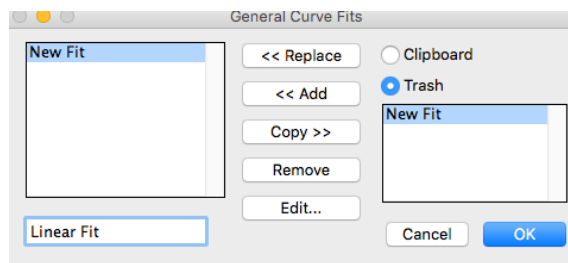 General Curve Fits
New Fit
<< Replace
Clipboard
<< Add
Trash
New Fit
Copy >>
Remove
Edit...
Linear Fit
Cancel
OK